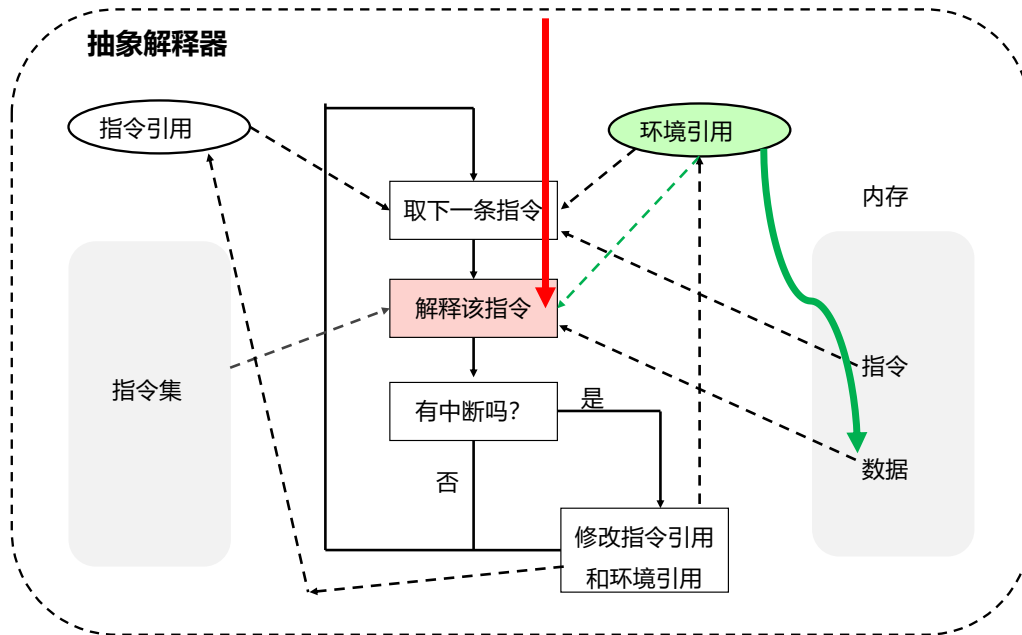 抽象解释器
指令引用
环境引用
内存
取下一条指令
解释该指令
指令集
指令
有中断吗?
是
数据
否
修改指令引用
和环境引用